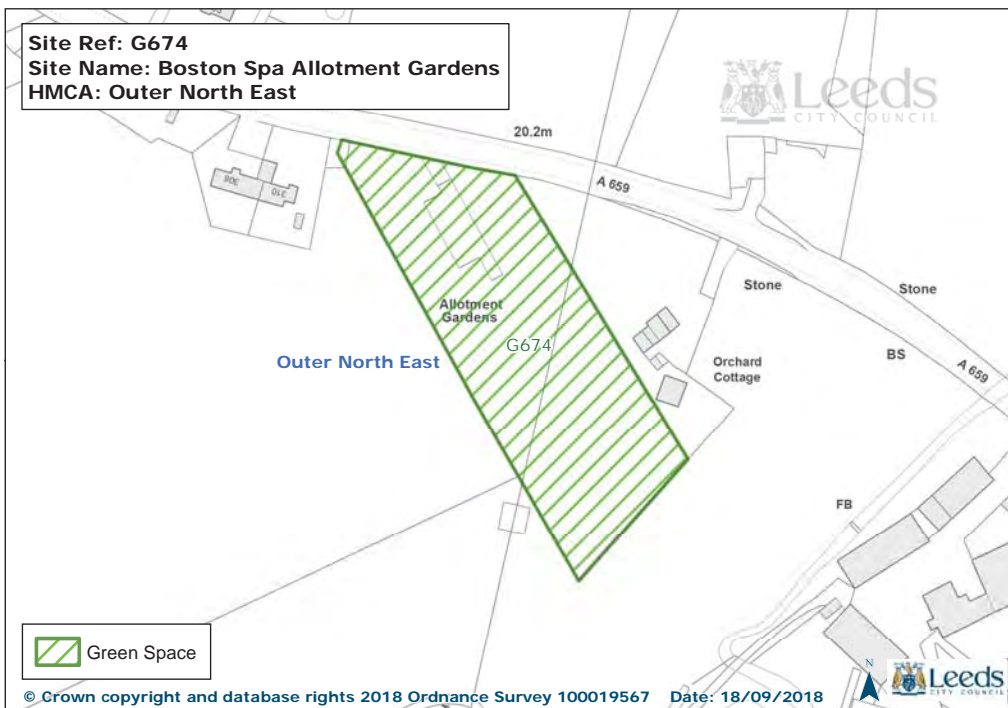 Site Ref: G674
Site Name: Boston Spa Allotment Gardens
HMCA: Outer North East
Leeds
CITY COUNCIL
20.2m
A 659
308
310
Stone
Stone
Allotment
Gardens
G674
Outer North East
BS
A 659
Orchard
Cottage
FB
Green Space
© Crown copyright and database rights 2018 Ordnance Survey 100019567 Date: 18/09/2018
N
Leeds
CITY COUNCIL